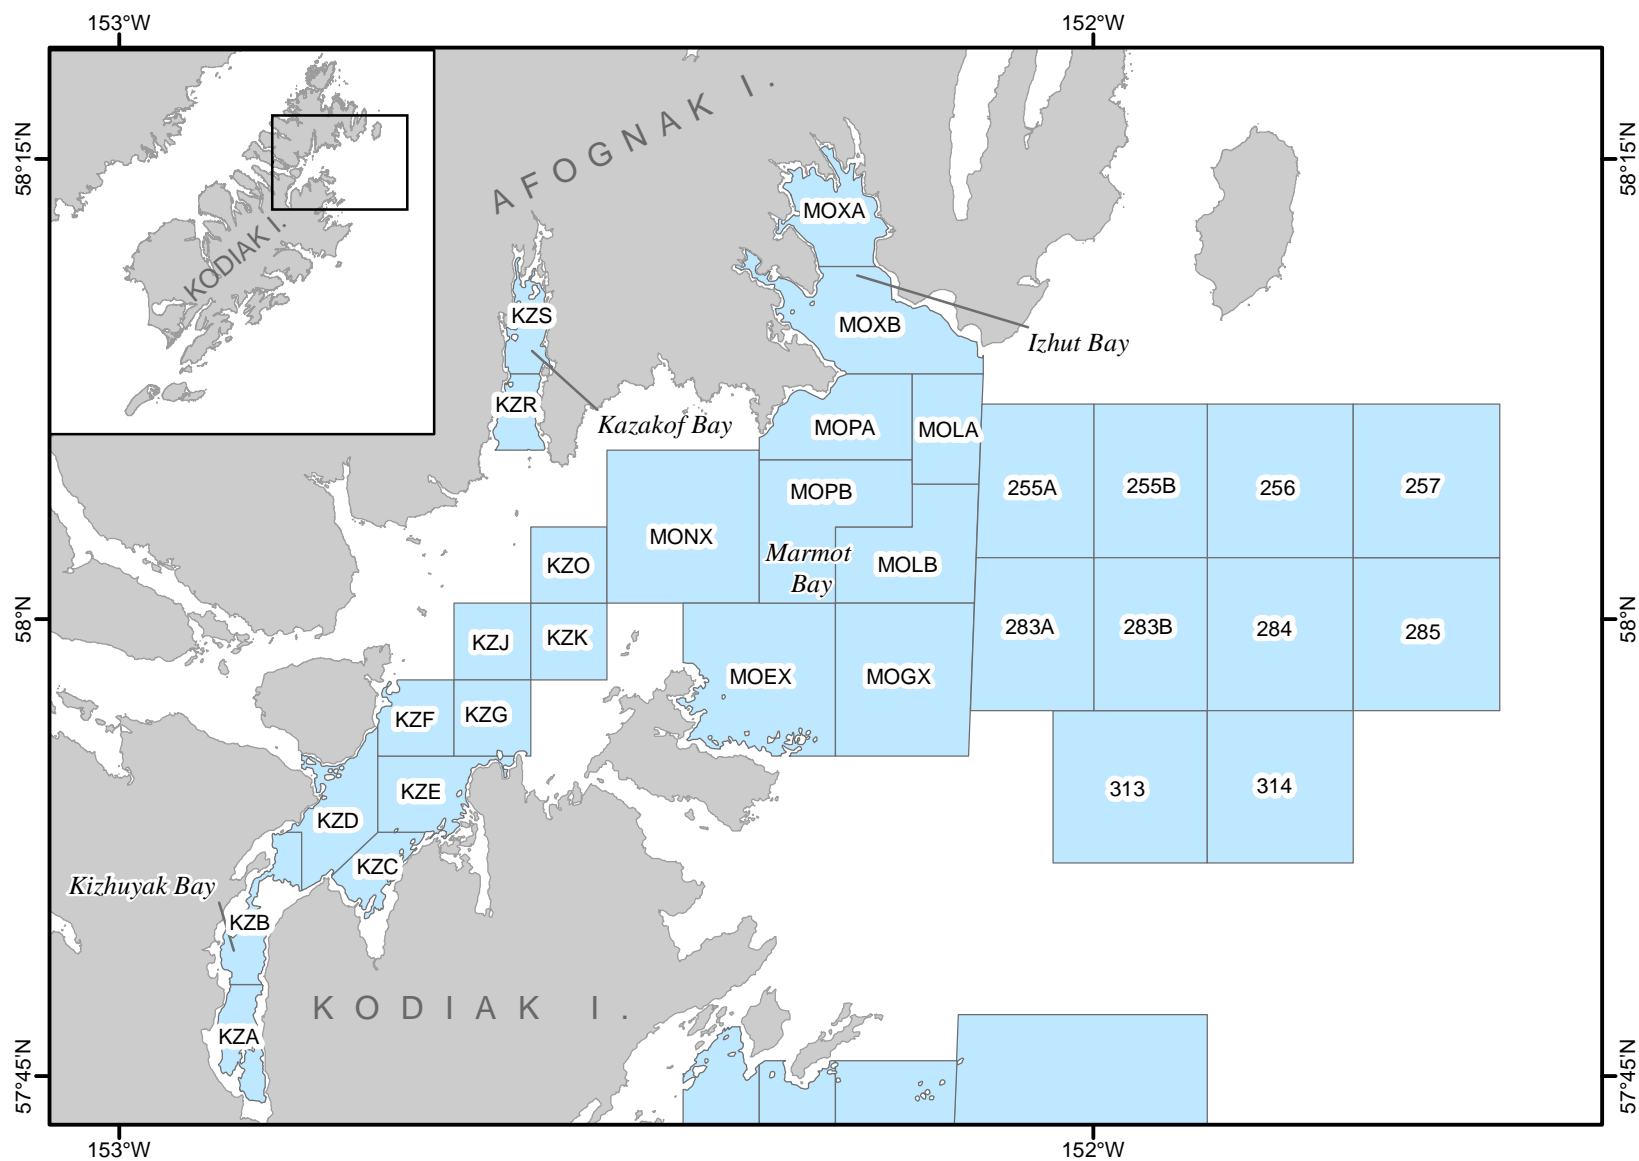 153°W
152°W
58°15'N
58°15'N
AFOGNAK I.
KODIAK I.
MOXA
KZS
MOXB
Izhut Bay
KZR
Kazakof Bay
MOPA
MOLA
255A
255B
256
257
MOPB
MONX
Marmot
Bay
MOLB
KZO
58°N
58°N
KZJ
KZK
283A
283B
284
285
MOEX
MOGX
KZF
KZG
KZE
313
314
KZD
KZC
Kizhuyak Bay
KZB
KODIAK I.
KZA
57°45'N
57°45'N
153°W
152°W